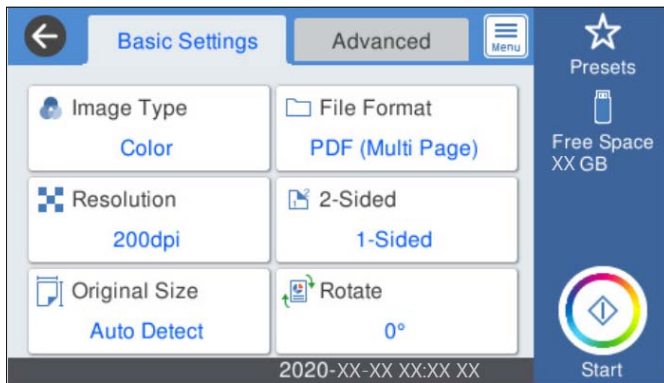 Basic Settings
Advanced
Menu
Presets
Image Type
Color
File Format
PDF (Multi Page)
Free Space
XX GB
Resolution
200dpi
2-Sided
1-Sided
Original Size
Auto Detect
Rotate
0°
2020-XX-XX XX:XX XX
Start